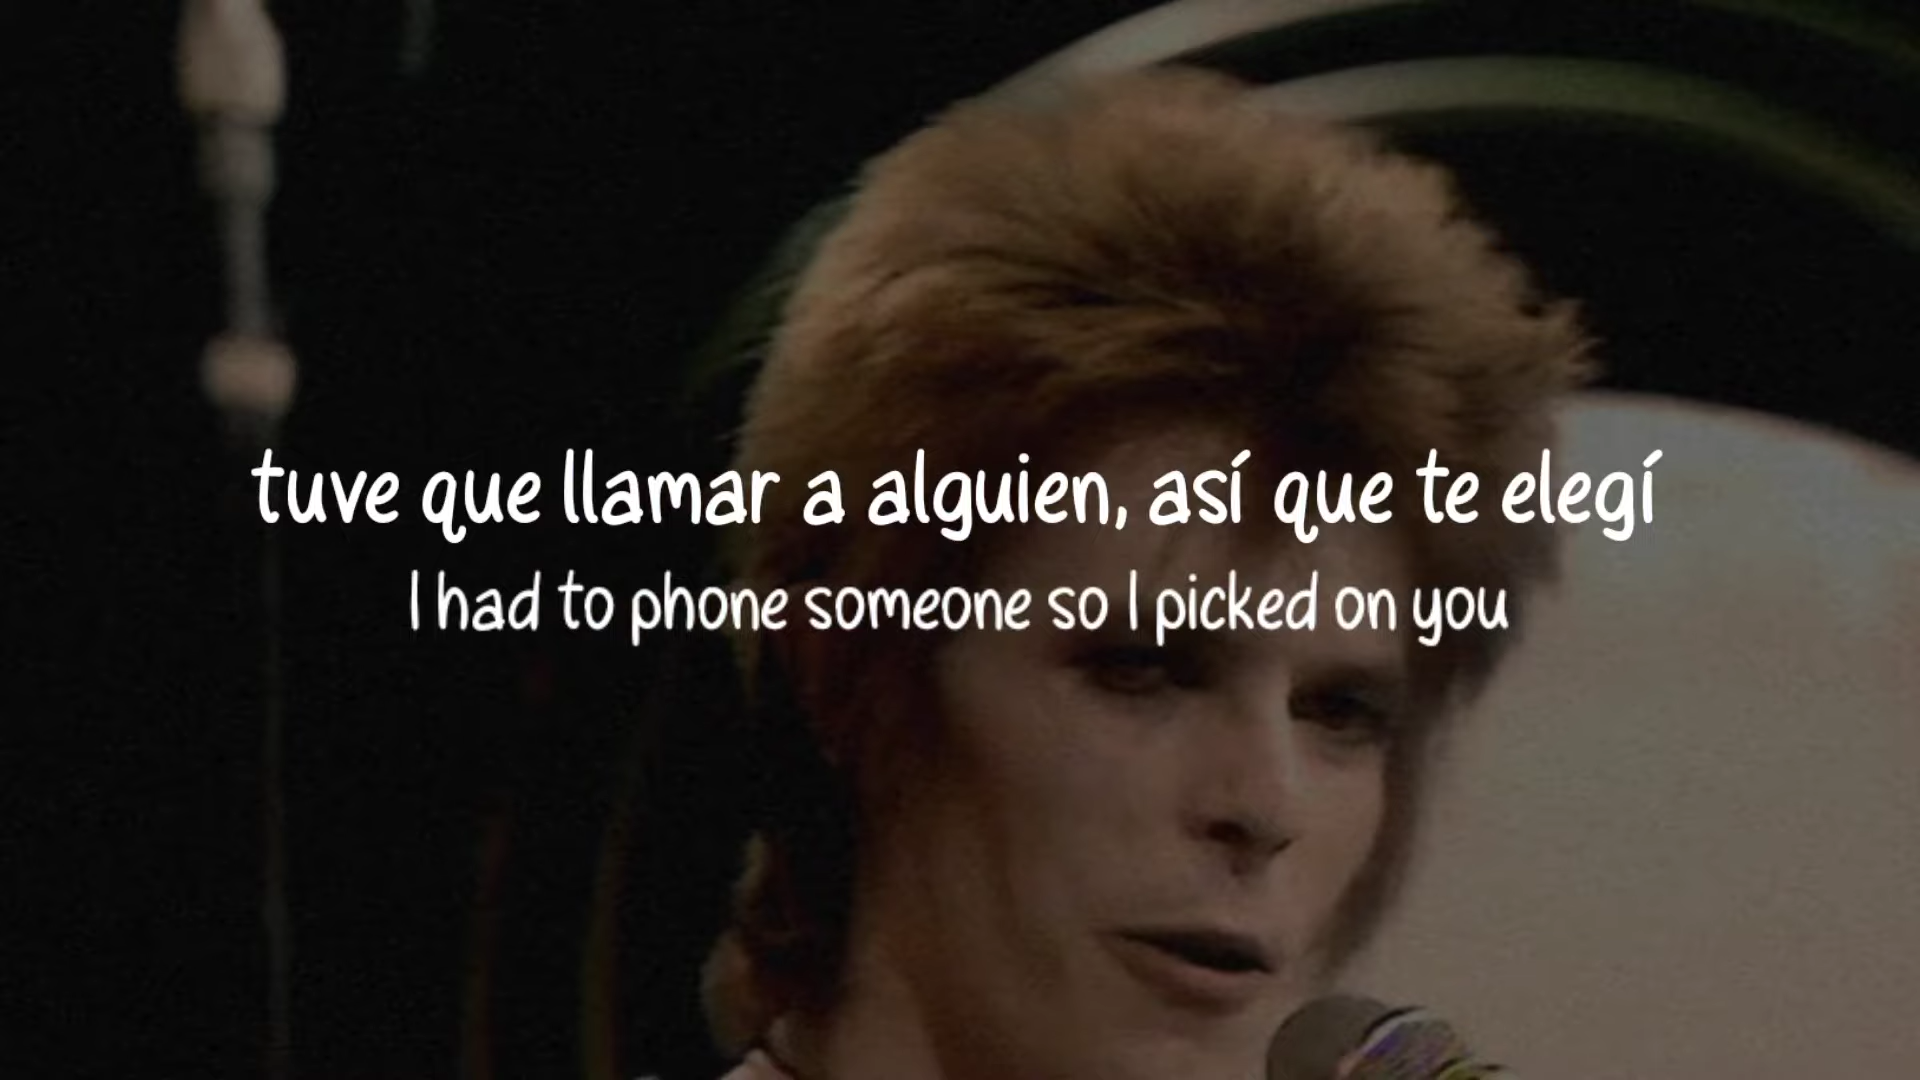 tuve que llamar a alguien, así que te elegí
I had to phone someone so I picked on you